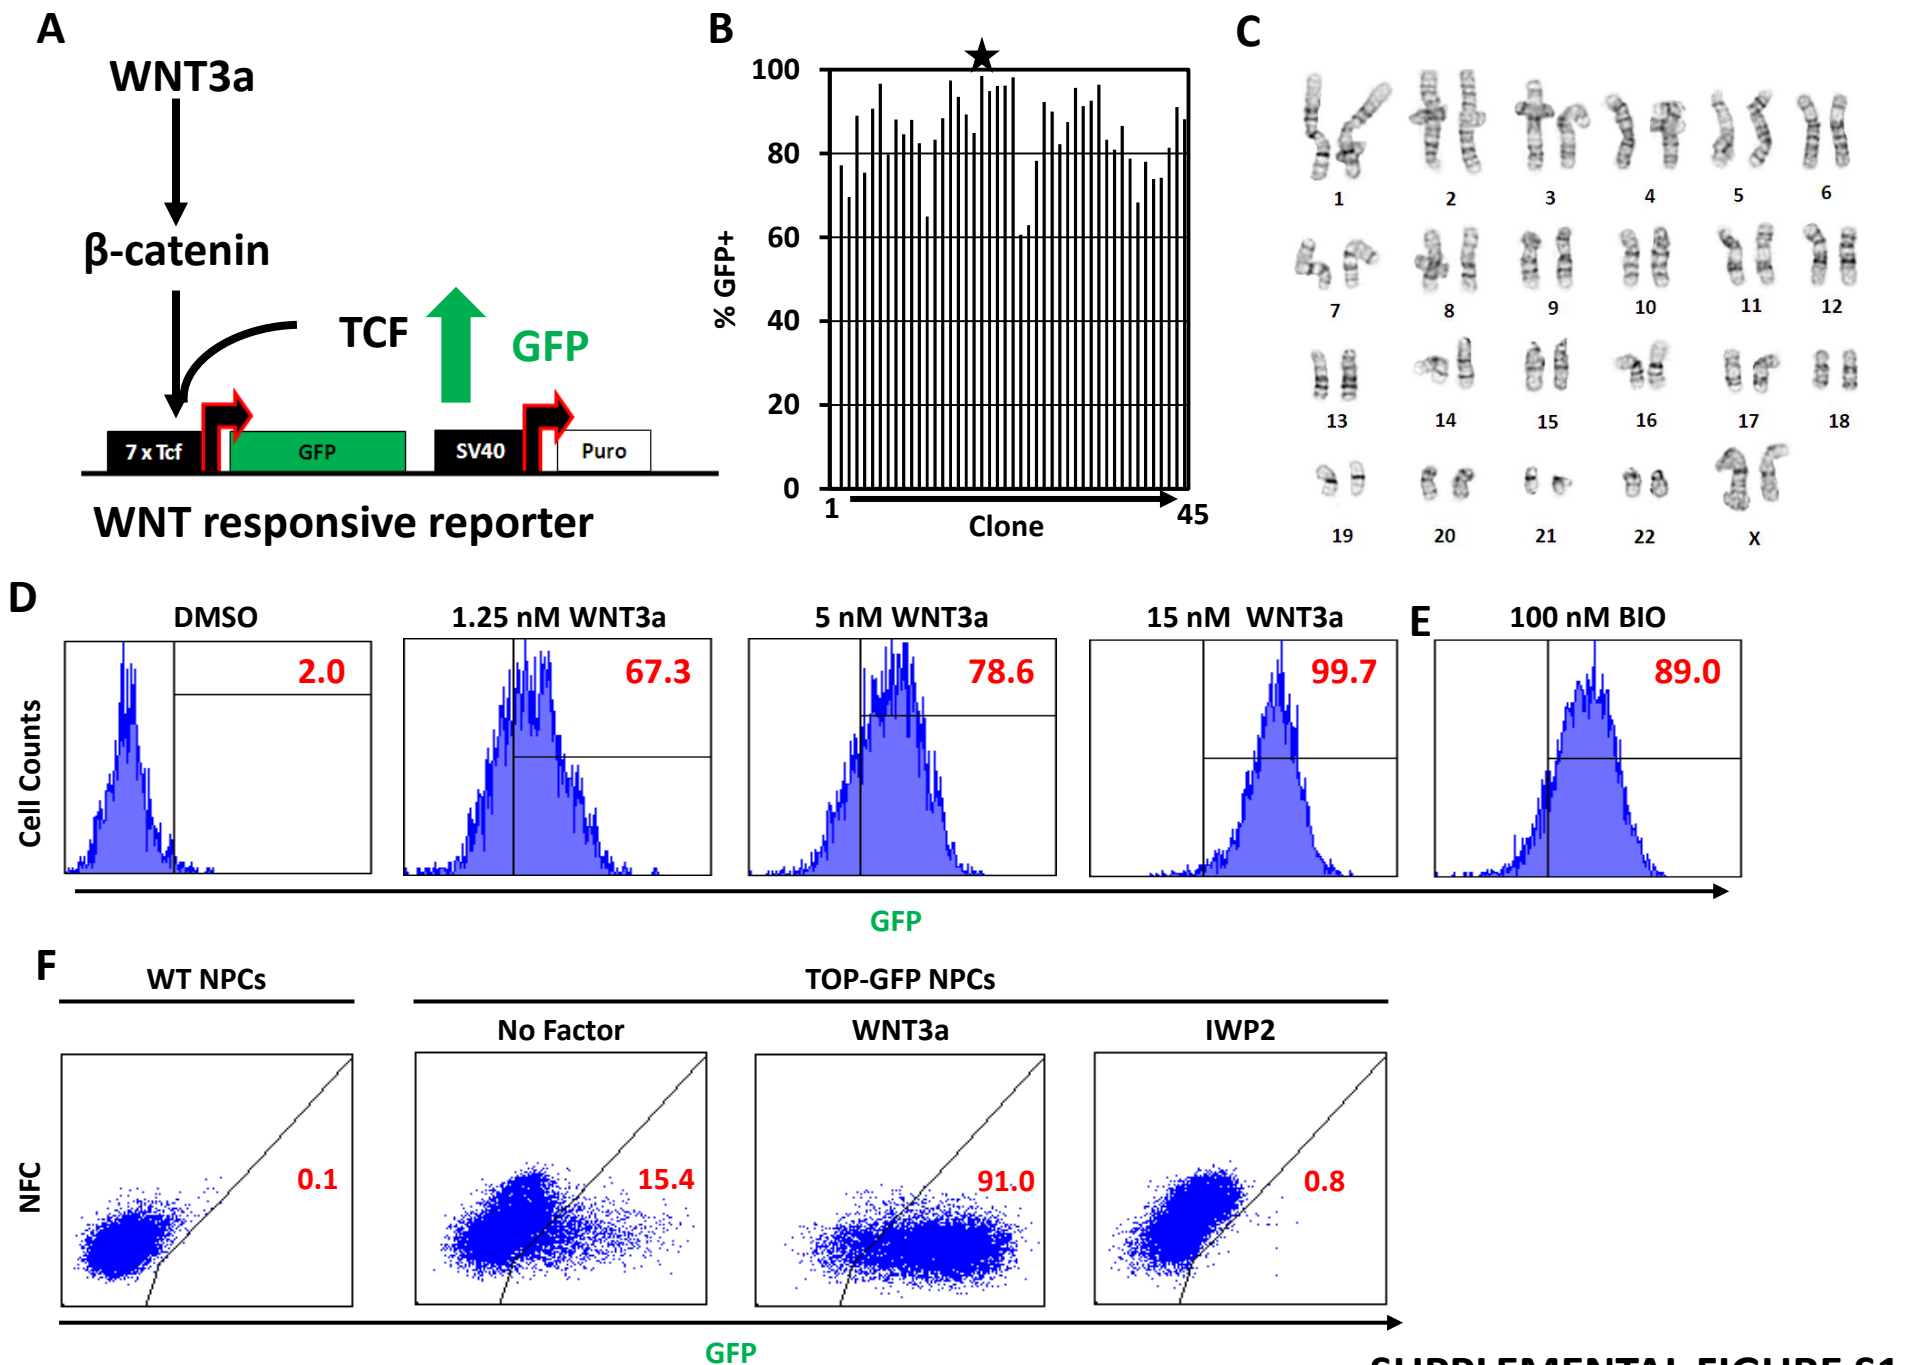 A
WNT3a
β-catenin
TCF
GFP
7 x Tcf
GFP
SV40
Puro
WNT responsive reporter
B
100
80
60
40
20
0
% GFP+
1
Clone
45
C
1 2 3 4 5 6
7 8 9 10 11 12
13 14 15 16 17 18
19 20 21 22 X
D
DMSO
1.25 nM WNT3a
5 nM WNT3a
15 nM WNT3a
E
100 nM BIO
2.0
67.3
78.6
99.7
89.0
Cell Counts
GFP
F
WT NPCs
TOP-GFP NPCs
No Factor
WNT3a
IWP2
0.1
15.4
91.0
0.8
NFC
GFP
SUPPLEMENTAL FIGURE S1